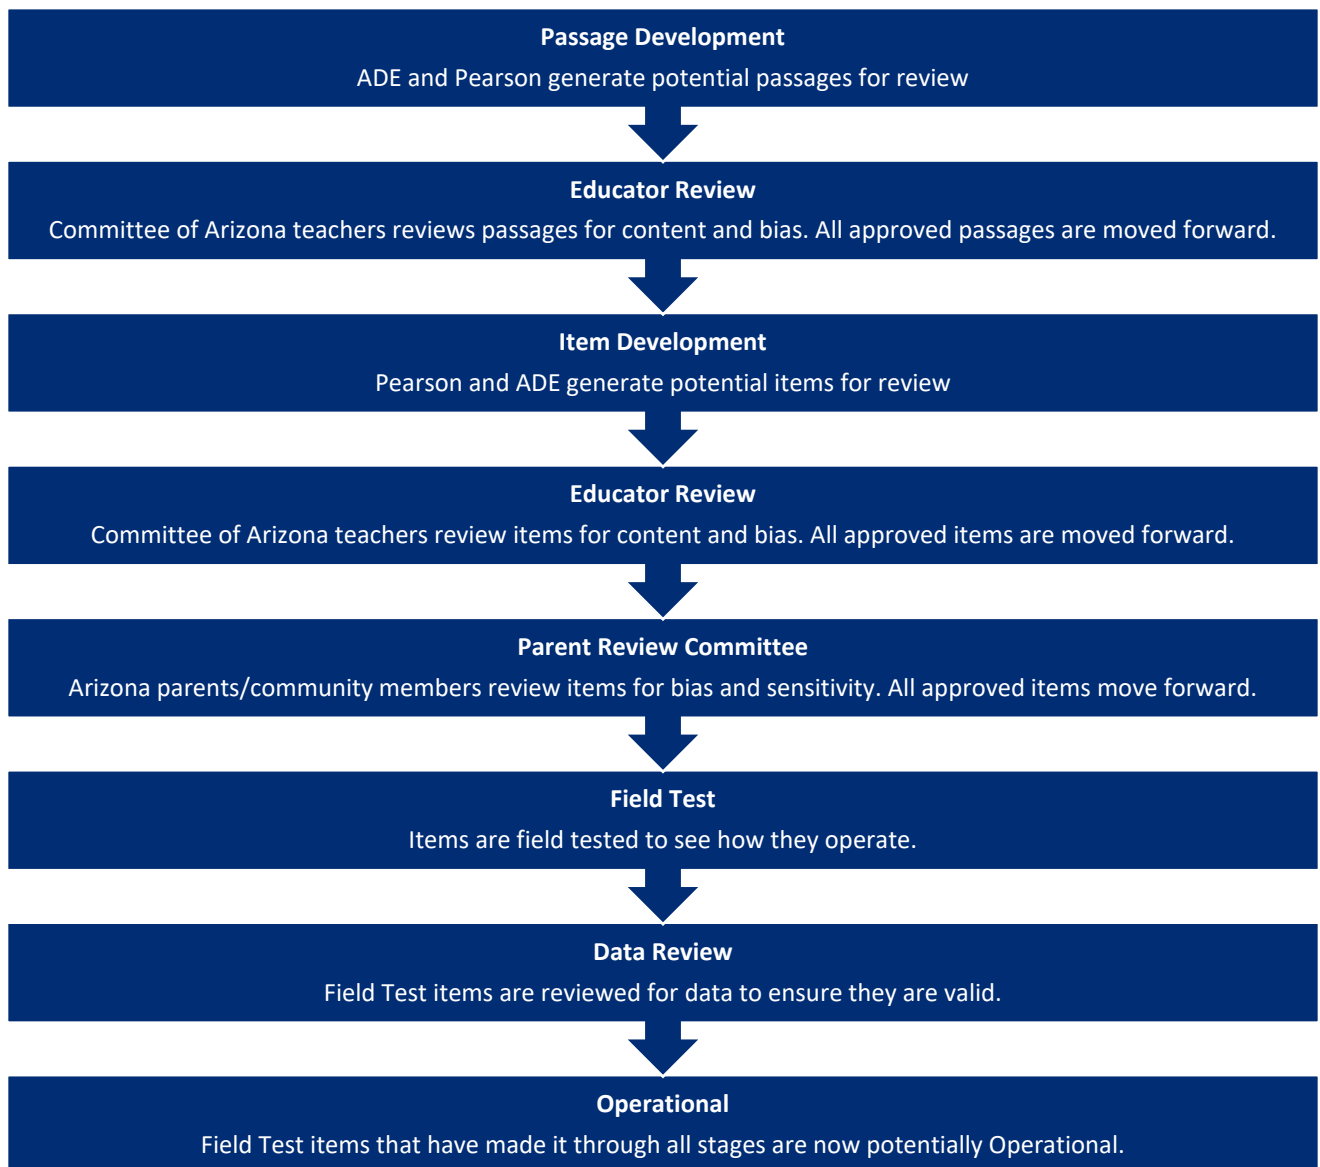 Passage Development
ADE and Pearson generate potential passages for review
Educator Review
Committee of Arizona teachers reviews passages for content and bias. All approved passages are moved forward.
Item Development
Pearson and ADE generate potential items for review
Educator Review
Committee of Arizona teachers review items for content and bias. All approved items are moved forward.
Parent Review Committee
Arizona parents/community members review items for bias and sensitivity. All approved items move forward.
Field Test
Items are field tested to see how they operate.
Data Review
Field Test items are reviewed for data to ensure they are valid.
Operational
Field Test items that have made it through all stages are now potentially Operational.